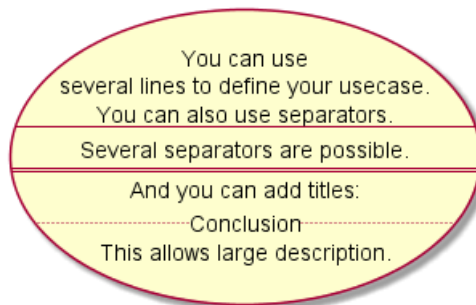 You can use
several lines to define your usecase.
You can also use separators.
Several separators are possible.
And you can add titles:
Conclusion
This allows large description.